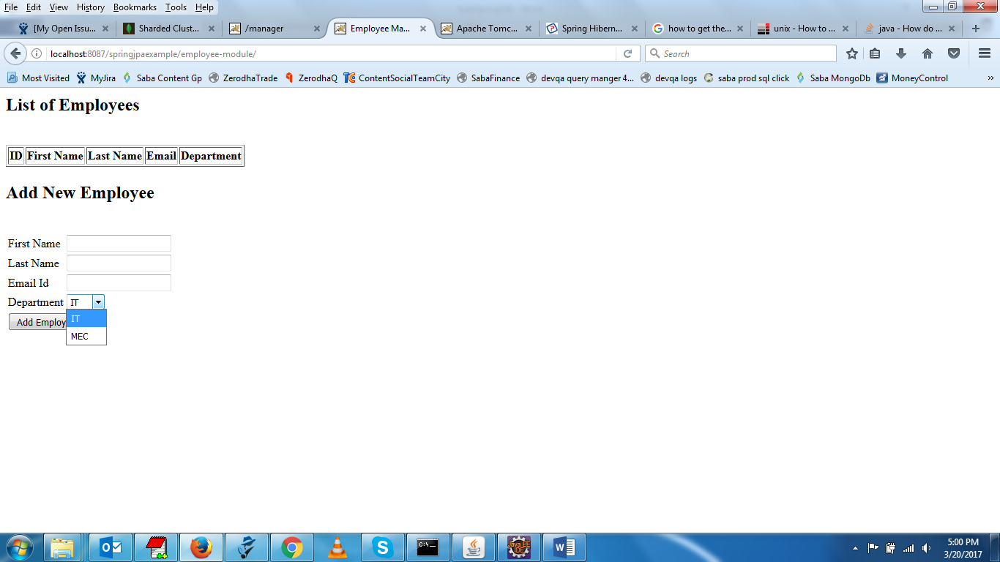 File Edit View History Bookmarks Tools Help
[My Open Issu... Sharded Clust... /manager Employee Ma... Apache Tomc... Spring Hibern... how to get the... unix - How to ... java - How do ...
localhost:8087/springjpaexample/employee-module/ Search
Most Visited MyJira Saba Content Gp ZerodhaTrade ZerodhaQ ContentSocialTeamCity SabaFinance devqa query manger 4... devqa logs saba prod sql click Saba MongoDb MoneyControl »
List of Employees
ID First Name Last Name Email Department
Add New Employee
First Name
Last Name
Email Id
Department IT
IT
Add Employ
MEC
Java EE
IDE
5:00 PM
3/20/2017